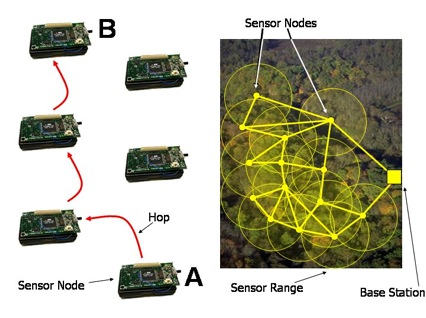 B
Sensor Nodes
Hop
Sensor Node
A
Sensor Range
Base Station